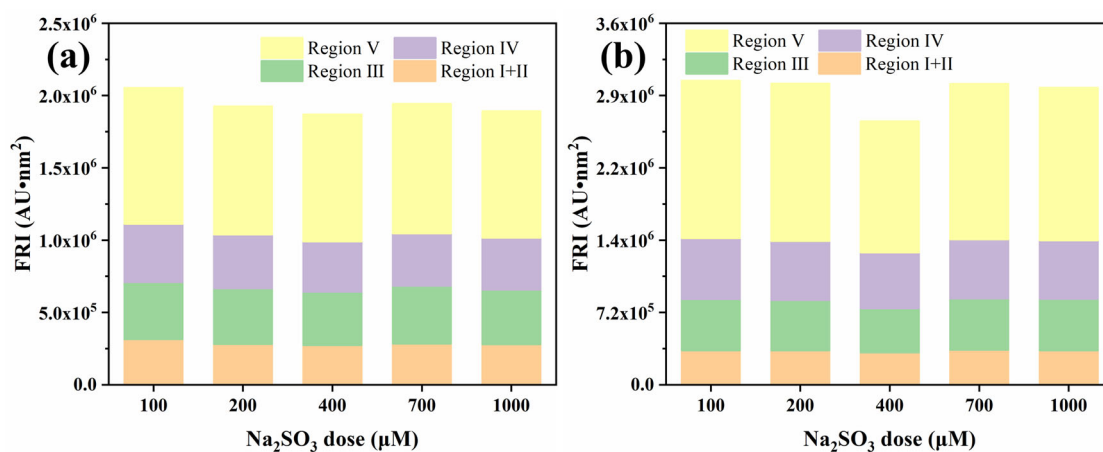 (a)
Region V
Region IV
Region III
Region I+II
FRI (AU•nm²)
2.5x10⁶
2.0x10⁶
1.5x10⁶
1.0x10⁶
5.0x10⁵
0.0
100 200 400 700 1000
Na₂SO₃ dose (μM)
(b)
Region V
Region IV
Region III
Region I+II
FRI (AU•nm²)
3.6x10⁶
2.9x10⁶
2.2x10⁶
1.4x10⁶
7.2x10⁵
0.0
100 200 400 700 1000
Na₂SO₃ dose (μM)